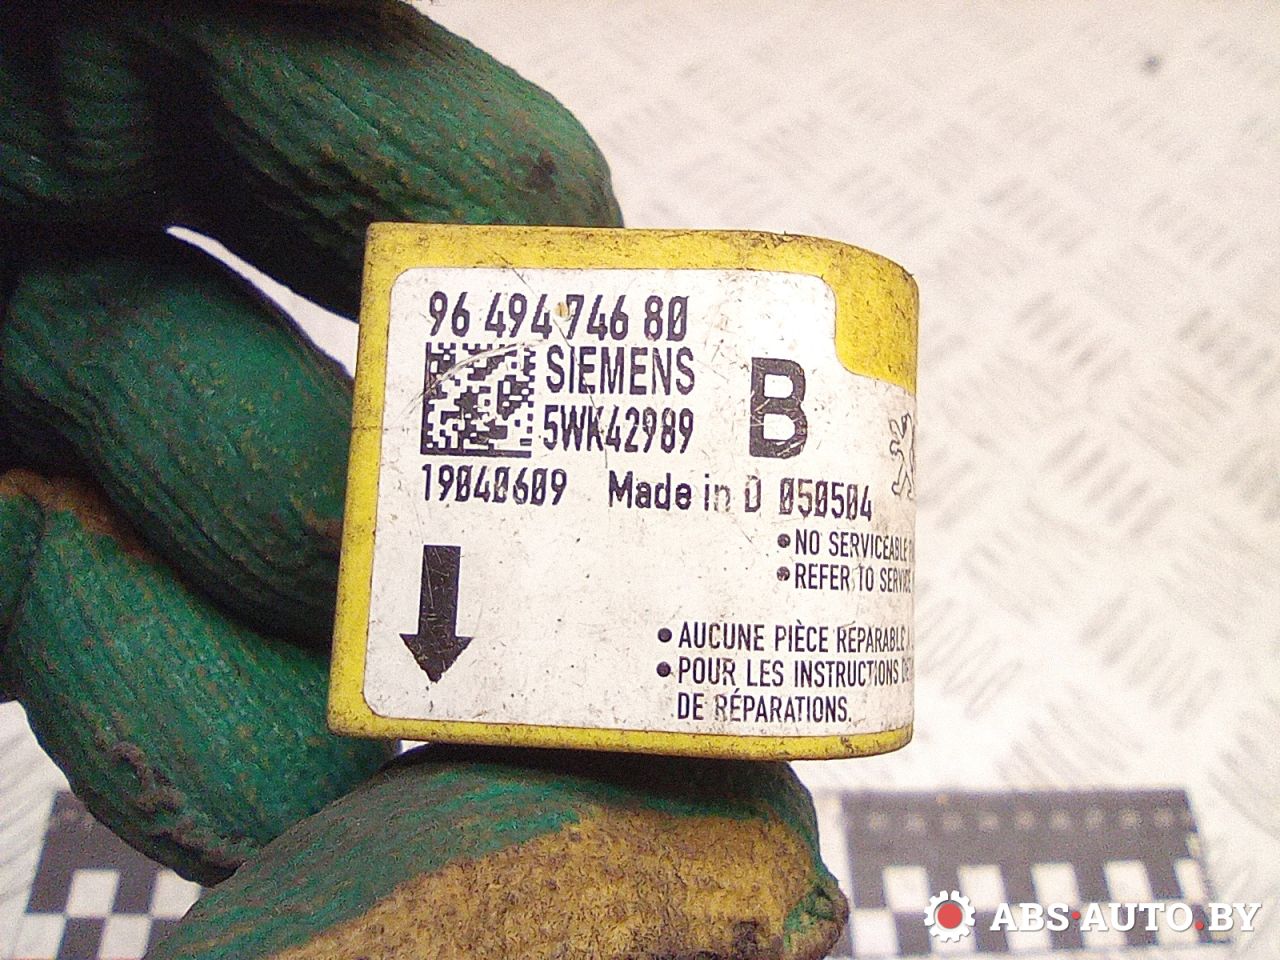 96 494 746 80
SIEMENS
5WK42989
B
19040609 Made in D 050504
• NO SERVICEABLE
• REFER TO SERVICE
• AUCUNE PIÈCE RÉPARABLE
• POUR LES INSTRUCTIONS
DE RÉPARATIONS.
ABS-AUTO.BY